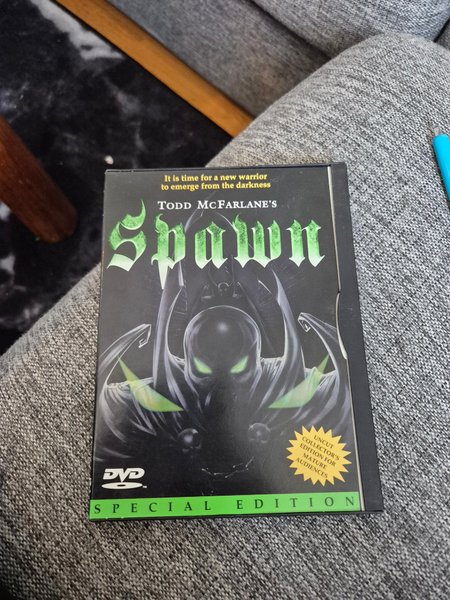 It is time for a new warrior
to emerge from the darkness
TODD MCFARLANE'S
Spawn
UNCUT
COLLECTOR'S
EDITION FOR
MATURE
AUDIENCES
DVD
SPECIAL EDITION